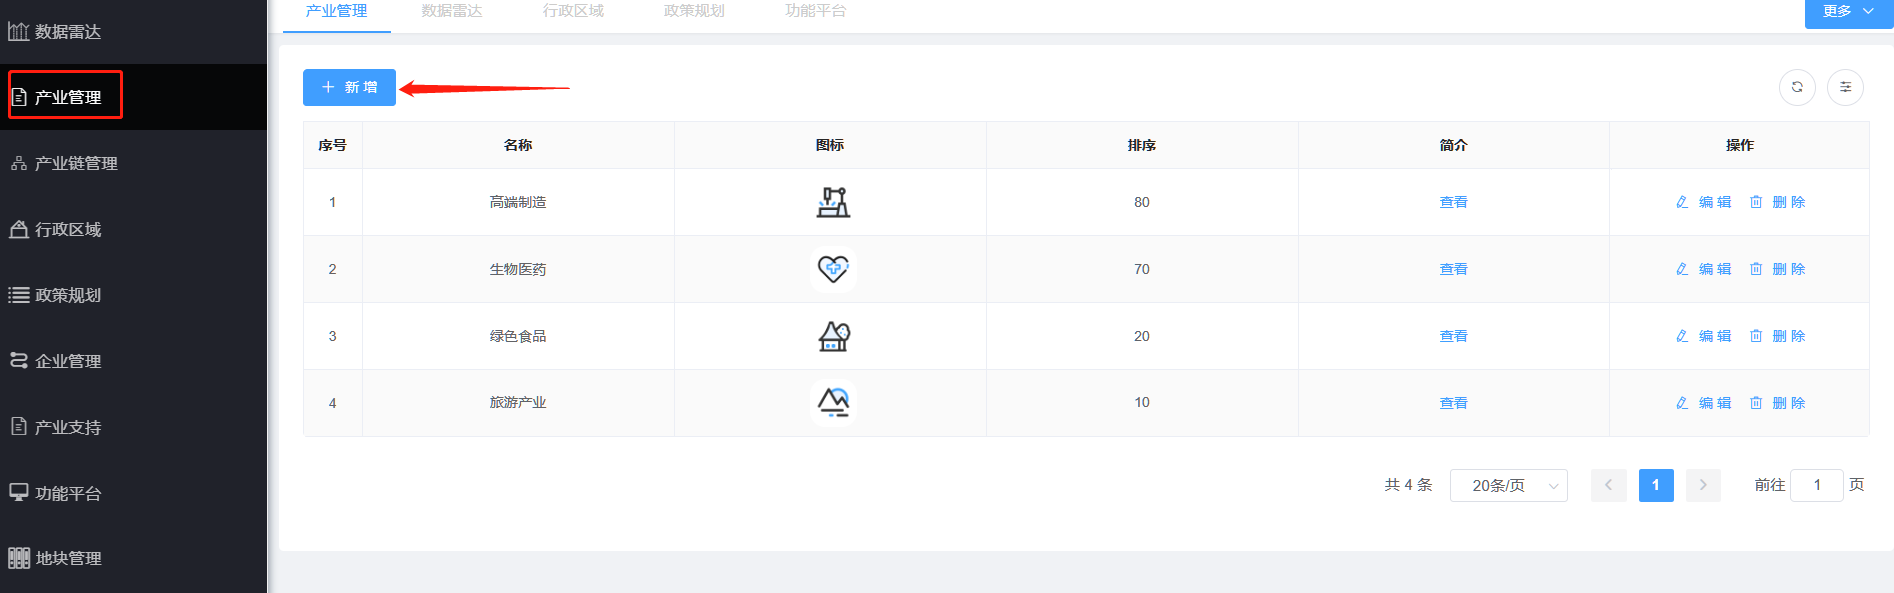 产业管理 数据雷达 行政区域 政策规划 功能平台 更多
数据雷达
产业管理
产业链管理
行政区域
政策规划
企业管理
产业支持
功能平台
地块管理
新增
序号 名称 图标 排序 简介 操作
1 高端制造 80 查看 编辑 删除
2 生物医药 70 查看 编辑 删除
3 绿色食品 20 查看 编辑 删除
4 旅游产业 10 查看 编辑 删除
共 4 条 20条/页 1 前往 1 页